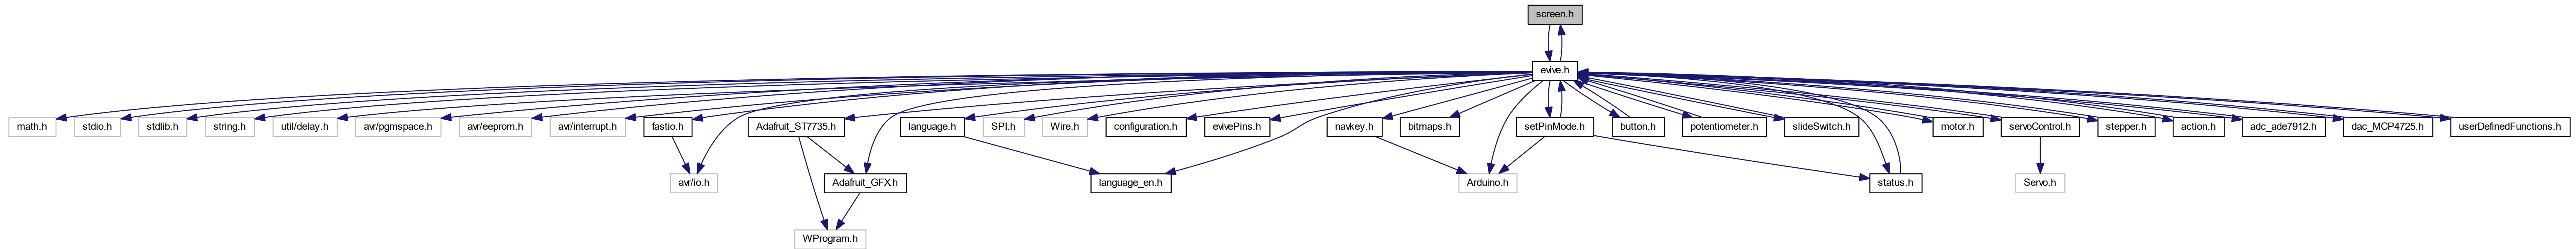 screen.h
evive.h
math.h
stdio.h
stdlib.h
string.h
util/delay.h
avr/pgmspace.h
avr/eeprom.h
avr/interrupt.h
fastio.h
Adafruit_ST7735.h
language.h
SPI.h
Wire.h
configuration.h
evivePins.h
navkey.h
bitmaps.h
setPinMode.h
button.h
potentiometer.h
slideSwitch.h
motor.h
servoControl.h
stepper.h
action.h
adc_ade7912.h
dac_MCP4725.h
userDefinedFunctions.h
avr/io.h
Adafruit_GFX.h
language_en.h
Arduino.h
status.h
Servo.h
WProgram.h